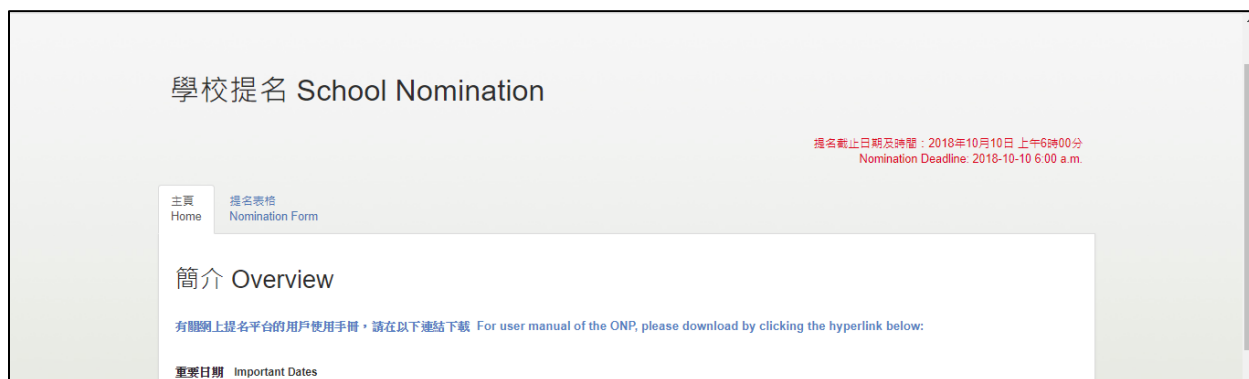 學校提名 School Nomination
提名截止日期及時間：2018年10月10日 上午6時00分
Nomination Deadline: 2018-10-10 6:00 a.m.
主頁 提名表格
Home Nomination Form
簡介 Overview
有關網上提名平台的用戶使用手冊，請在以下連結下載 For user manual of the ONP, please download by clicking the hyperlink below:
重要日期 Important Dates